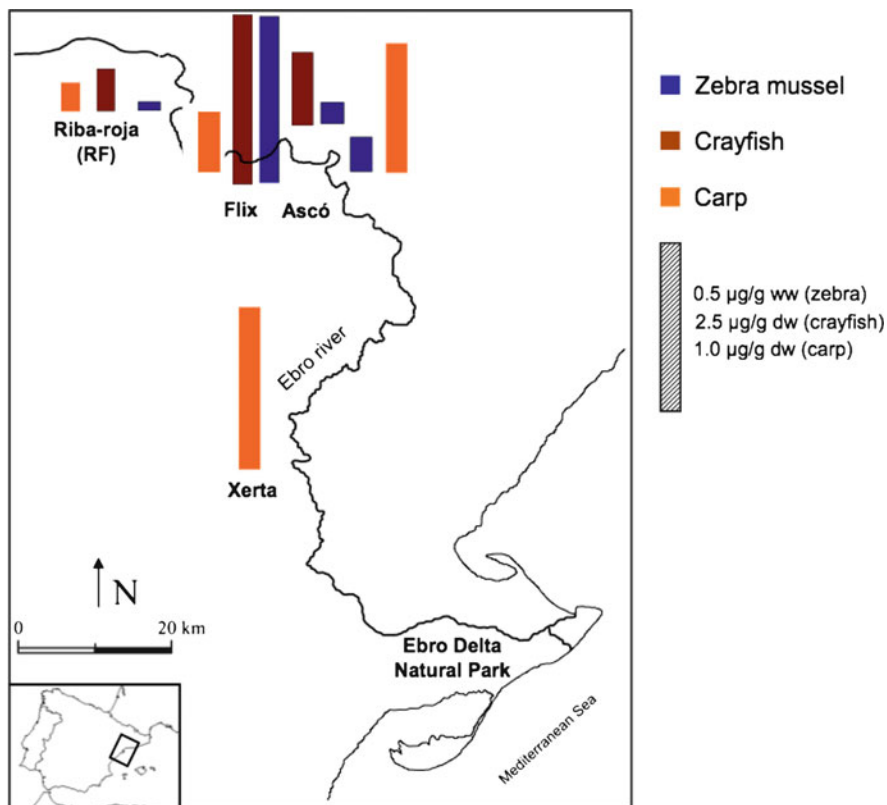 Riba-roja
(RF)
Flix
Ascó
Ebro river
Xerta
N
0
20 km
Ebro Delta
Natural Park
Mediterranean Sea
Zebra mussel
Crayfish
Carp
0.5 µg/g ww (zebra)
2.5 µg/g dw (crayfish)
1.0 µg/g dw (carp)